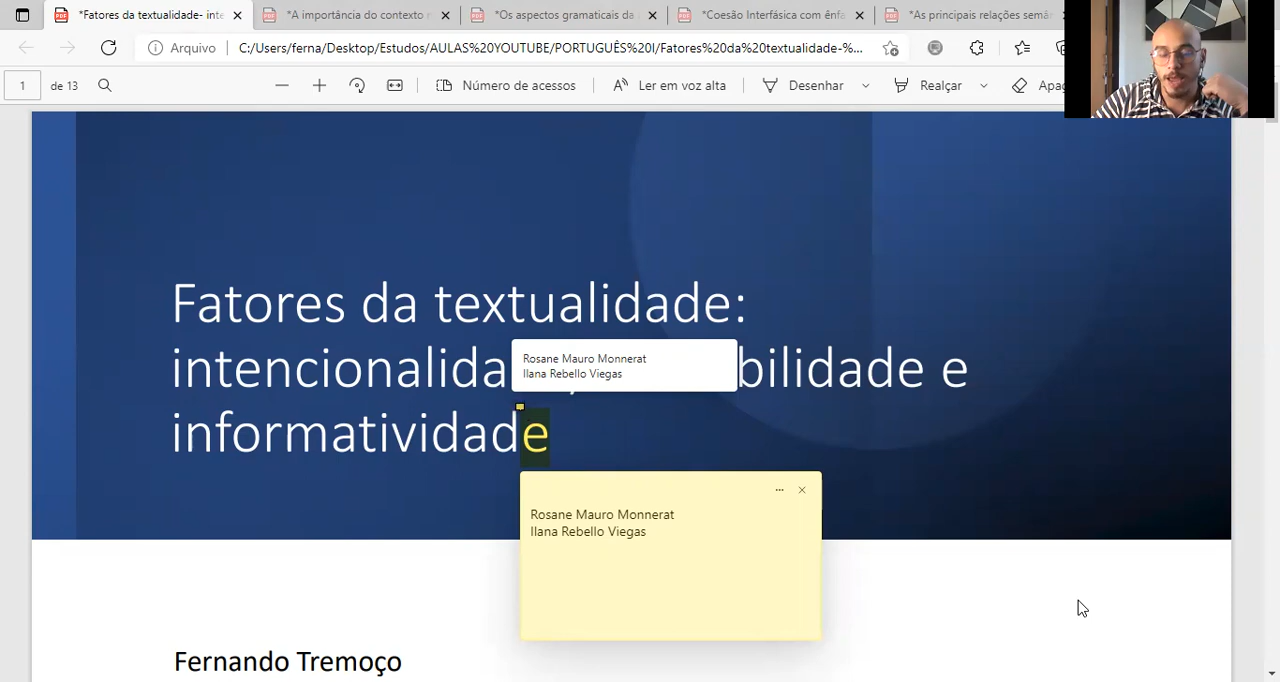 *Fatores da textualidade- inte
*A importância do contexto n
*Os aspectos gramaticais da
*Coesão Interfásica com ênfa
*As principais relações semân
Arquivo
C:/Users/ferna/Desktop/Estudos/AULAS%20YOUTUBE/PORTUGUÊS%20I/Fatores%20da%20textualidade-%...
1
de 13
Número de acessos
Ler em voz alta
Desenhar
Realçar
Apag
Fatores da textualidade:
intencionalida
bilidade e
informatividade
Rosane Mauro Monnerat
Ilana Rebello Viegas
Rosane Mauro Monnerat
Ilana Rebello Viegas
Fernando Tremoço